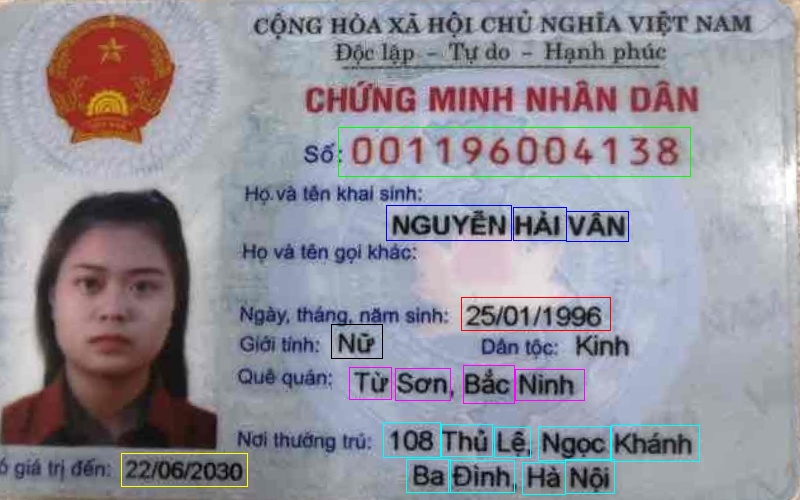 CỘNG HÒA XÃ HỘI CHỦ NGHĨA VIỆT NAM
Độc lập - Tự do - Hạnh phúc
CHỨNG MINH NHÂN DÂN
Số: 001196004138
Họ và tên khai sinh:
NGUYỄN HẢI VÂN
Họ và tên gọi khác:
Ngày, tháng, năm sinh: 25/01/1996
Giới tính: Nữ Dân tộc: Kinh
Quê quán: Từ Sơn, Bắc Ninh
Nơi thường trú: 108 Thủ Lệ, Ngọc Khánh
Ba Đình, Hà Nội
giá trị đến: 22/06/2030